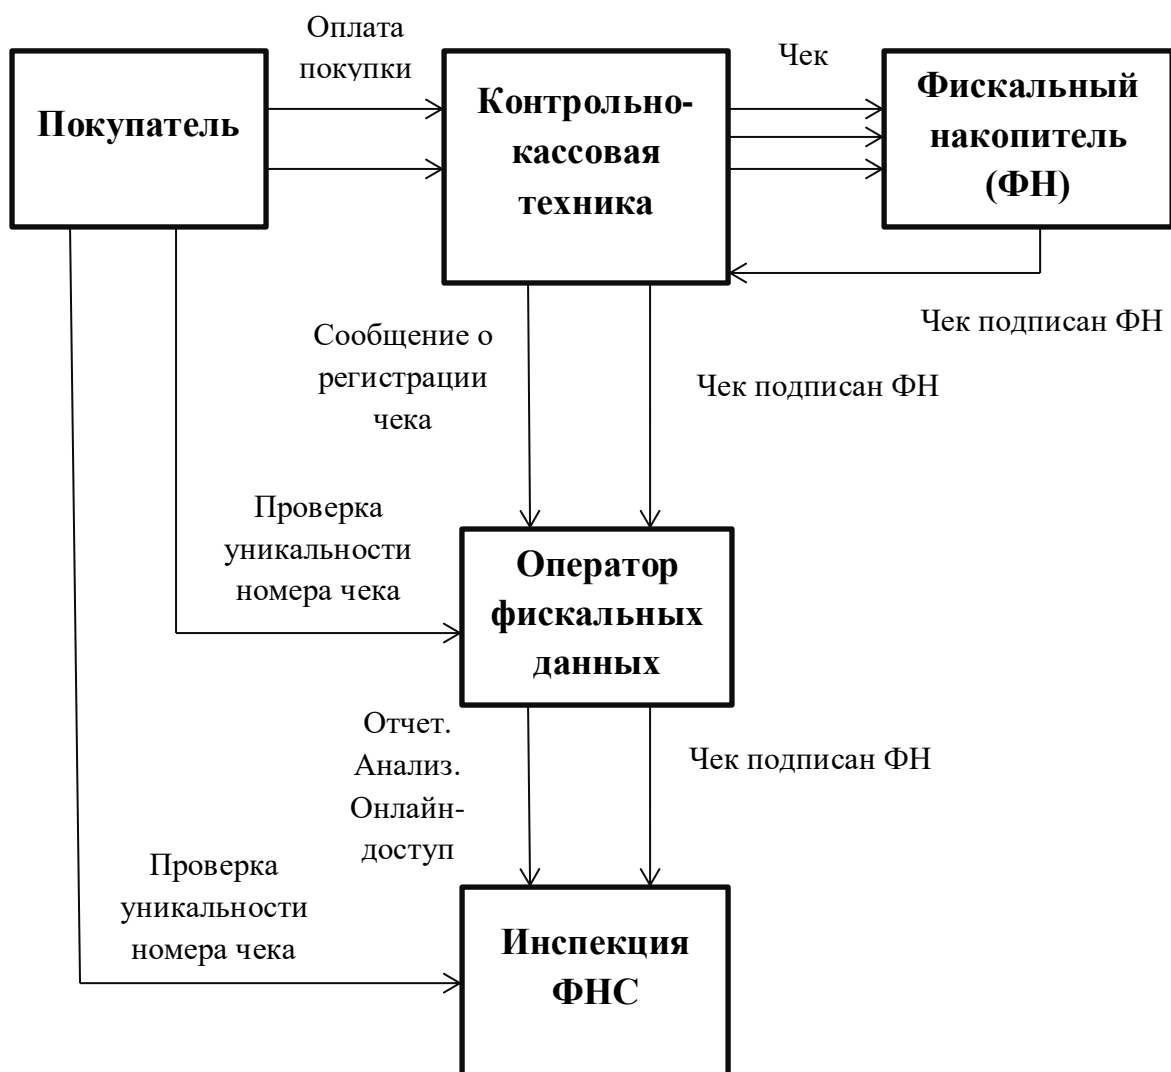 Оплата
покупки
Чек
Покупатель
Контрольно-
кассовая
техника
Фискальный
накопитель
(ФН)
Чек подписан ФН
Сообщение о
регистрации
чека
Чек подписан ФН
Проверка
уникальности
номера чека
Оператор
фискальных
данных
Отчет.
Анализ.
Онлайн-
доступ
Чек подписан ФН
Проверка
уникальности
номера чека
Инспекция
ФНС